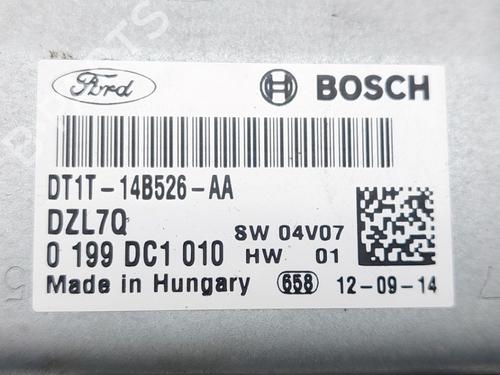 Ford BOSCH
DT1T-14B526-AA
DZL7Q
0 199 DC1 010 SW 04V07
HW 01
Made in Hungary 658 12-09-14